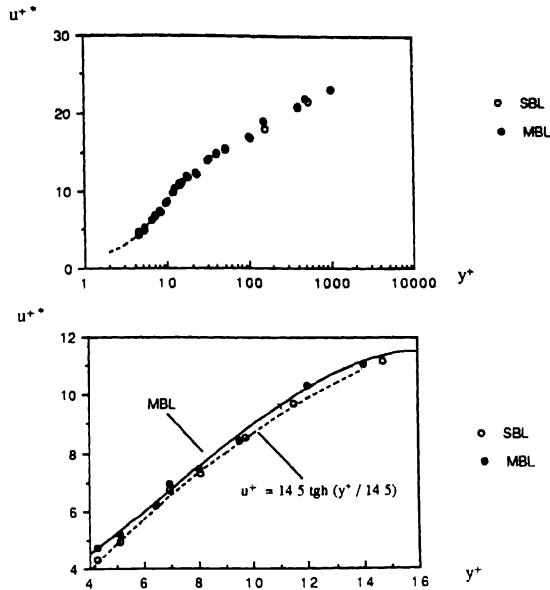 u+*
30
20
10
0
1 10 100 1000 10000
y+
SBL
MBL
u+*
12
10
8
6
4
MBL
u+ = 14 5 tgh (y+ / 14 5)
4 6 8 10 12 14 16
y+
SBL
MBL